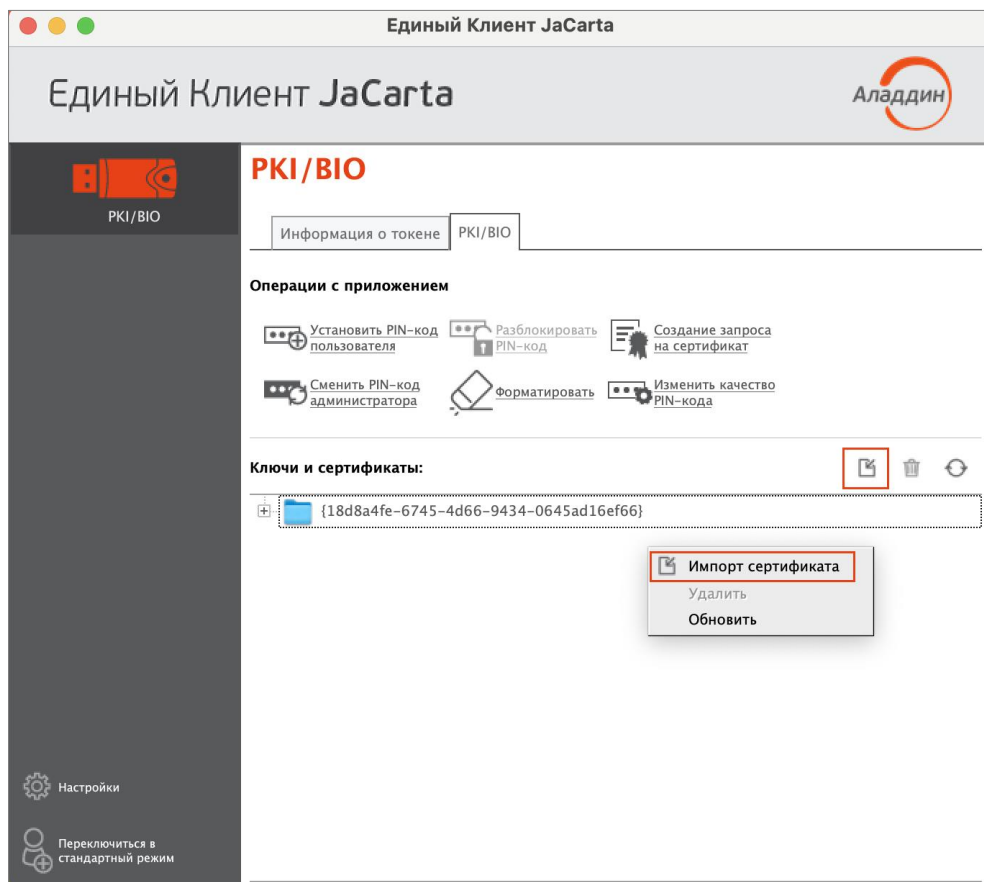 Единый Клиент JaCarta
Единый Клиент JaCarta
Аладдин
PKI/BIO
PKI/BIO
Информация о токене
PKI/BIO
Операции с приложением
Установить PIN-код
пользователя
Разблокировать
PIN-код
Создание запроса
на сертификат
Сменить PIN-код
администратора
Форматировать
Изменить качество
PIN-кода
Ключи и сертификаты:
{18d8a4fe-6745-4d66-9434-0645ad16ef66}
Импорт сертификата
Удалить
Обновить
Настройки
Переключиться в
стандартный режим